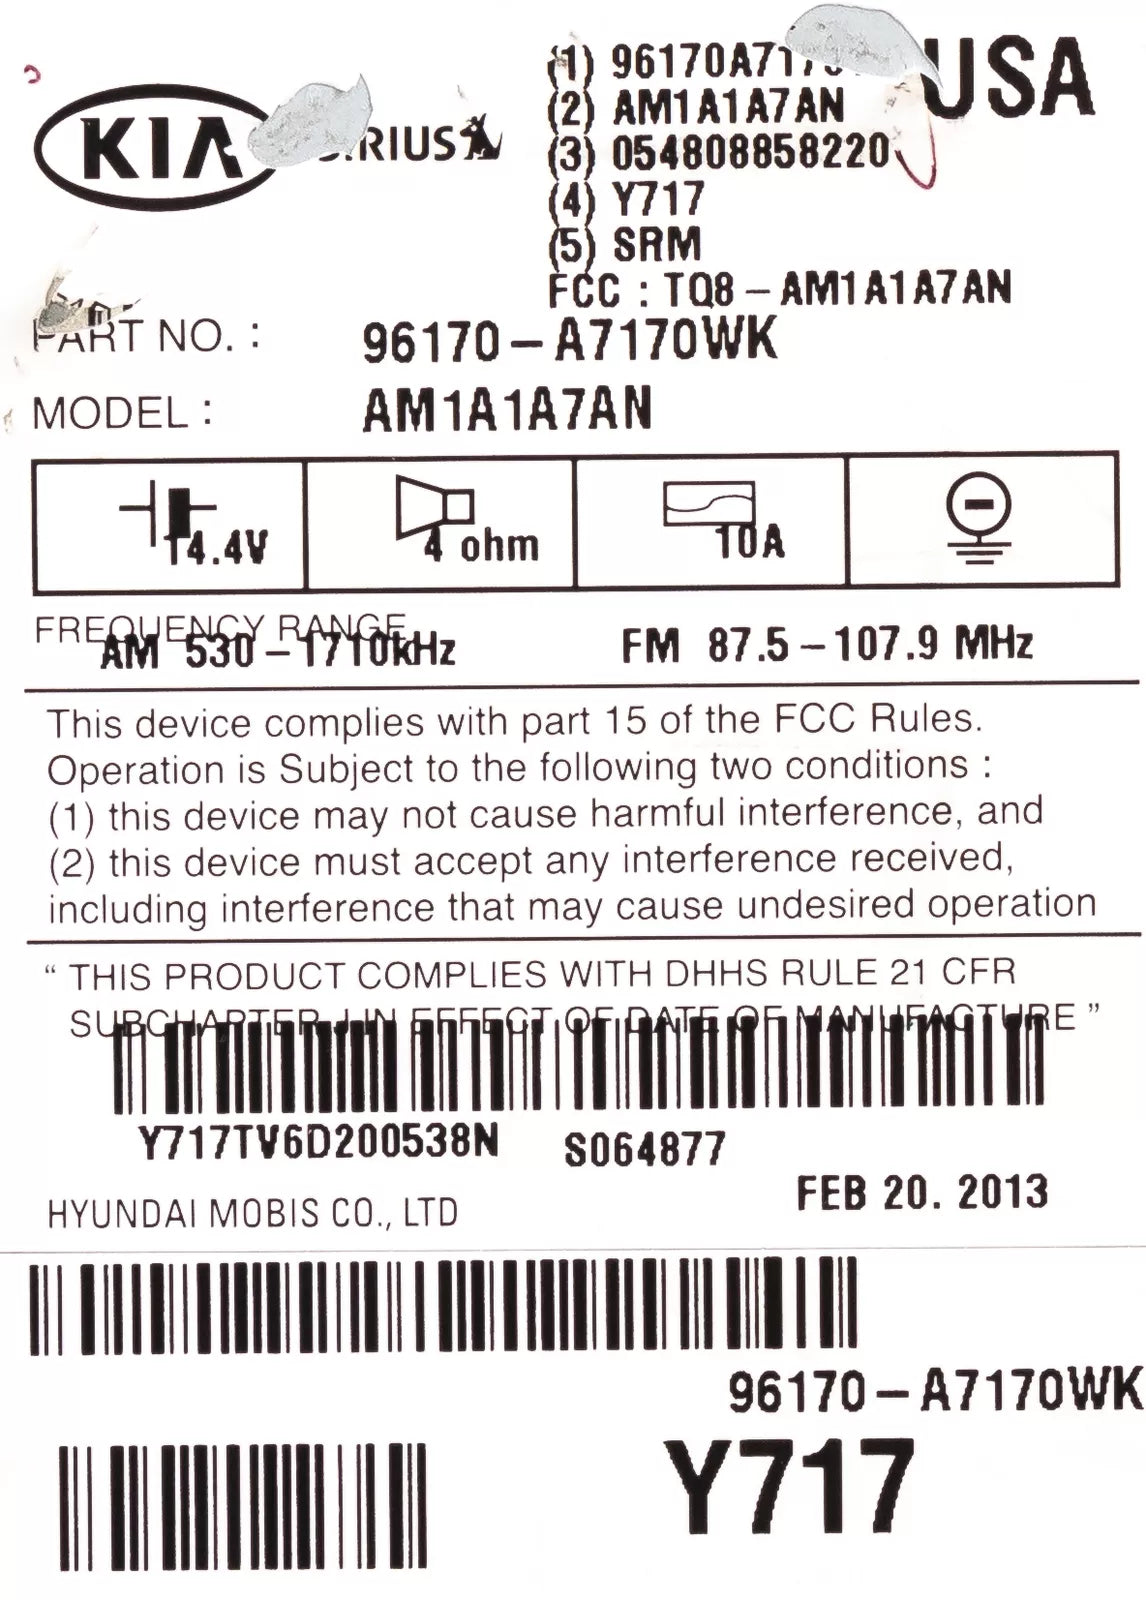 KIA
SIRIUS
USA
(1) 96170A7170
(2) AM1A1A7AN
(3) 054808858220
(4) Y717
(5) SRM
FCC : TQ8-AM1A1A7AN
PART NO. : 96170-A7170WK
MODEL : AM1A1A7AN
14.4V 4 ohm 10A
FREQUENCY RANGE
AM 530-1710kHz FM 87.5-107.9 MHz
This device complies with part 15 of the FCC Rules.
Operation is Subject to the following two conditions :
(1) this device may not cause harmful interference, and
(2) this device must accept any interference received,
including interference that may cause undesired operation
“ THIS PRODUCT COMPLIES WITH DHHS RULE 21 CFR
SUBCHARTER J IN EFFECT OF DATE OF MANUFACTURE ”
Y717TV6D200538N S064877
FEB 20. 2013
HYUNDAI MOBIS CO., LTD
96170-A7170WK
Y717